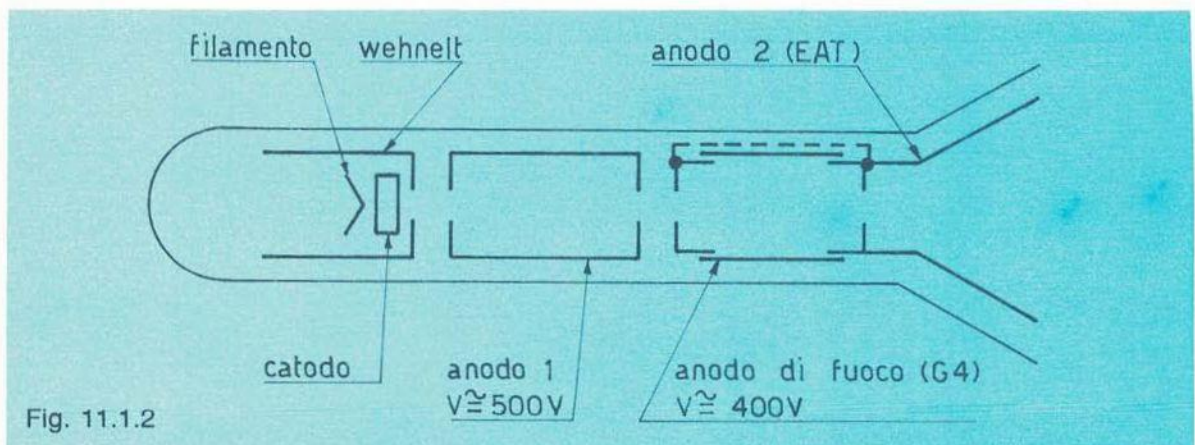 filamento
wehnelt
anodo 2 (EAT)
catodo
anodo 1
V≅500V
anodo di fuoco (G4)
V≅ 400V
Fig. 11.1.2